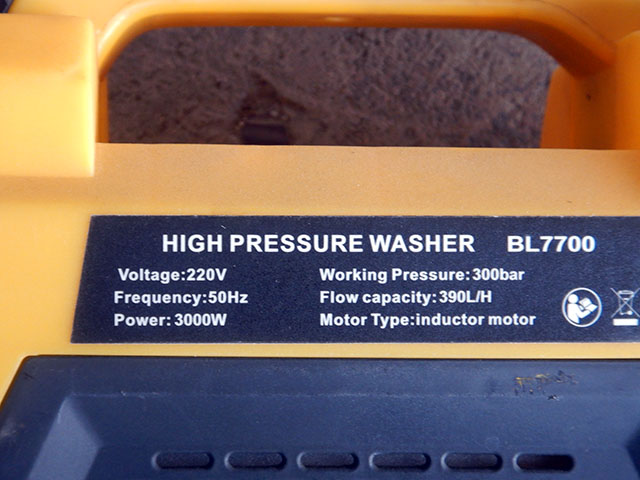 HIGH PRESSURE WASHER BL7700
Voltage:220V Working Pressure:300bar
Frequency:50Hz Flow capacity:390L/H
Power:3000W Motor Type:inductor motor